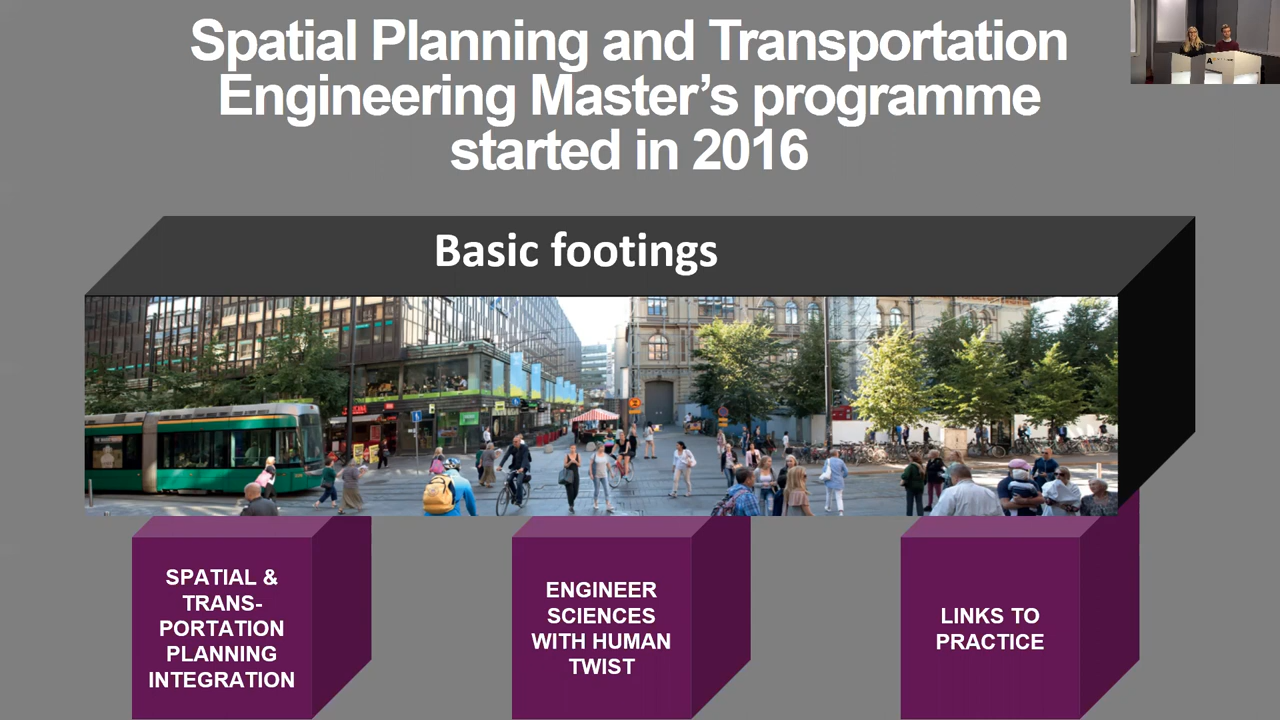 Spatial Planning and Transportation
Engineering Master’s programme
started in 2016
Basic footings
SPATIAL &
TRANS-
PORTATION
PLANNING
INTEGRATION
ENGINEER
SCIENCES
WITH HUMAN
TWIST
LINKS TO
PRACTICE